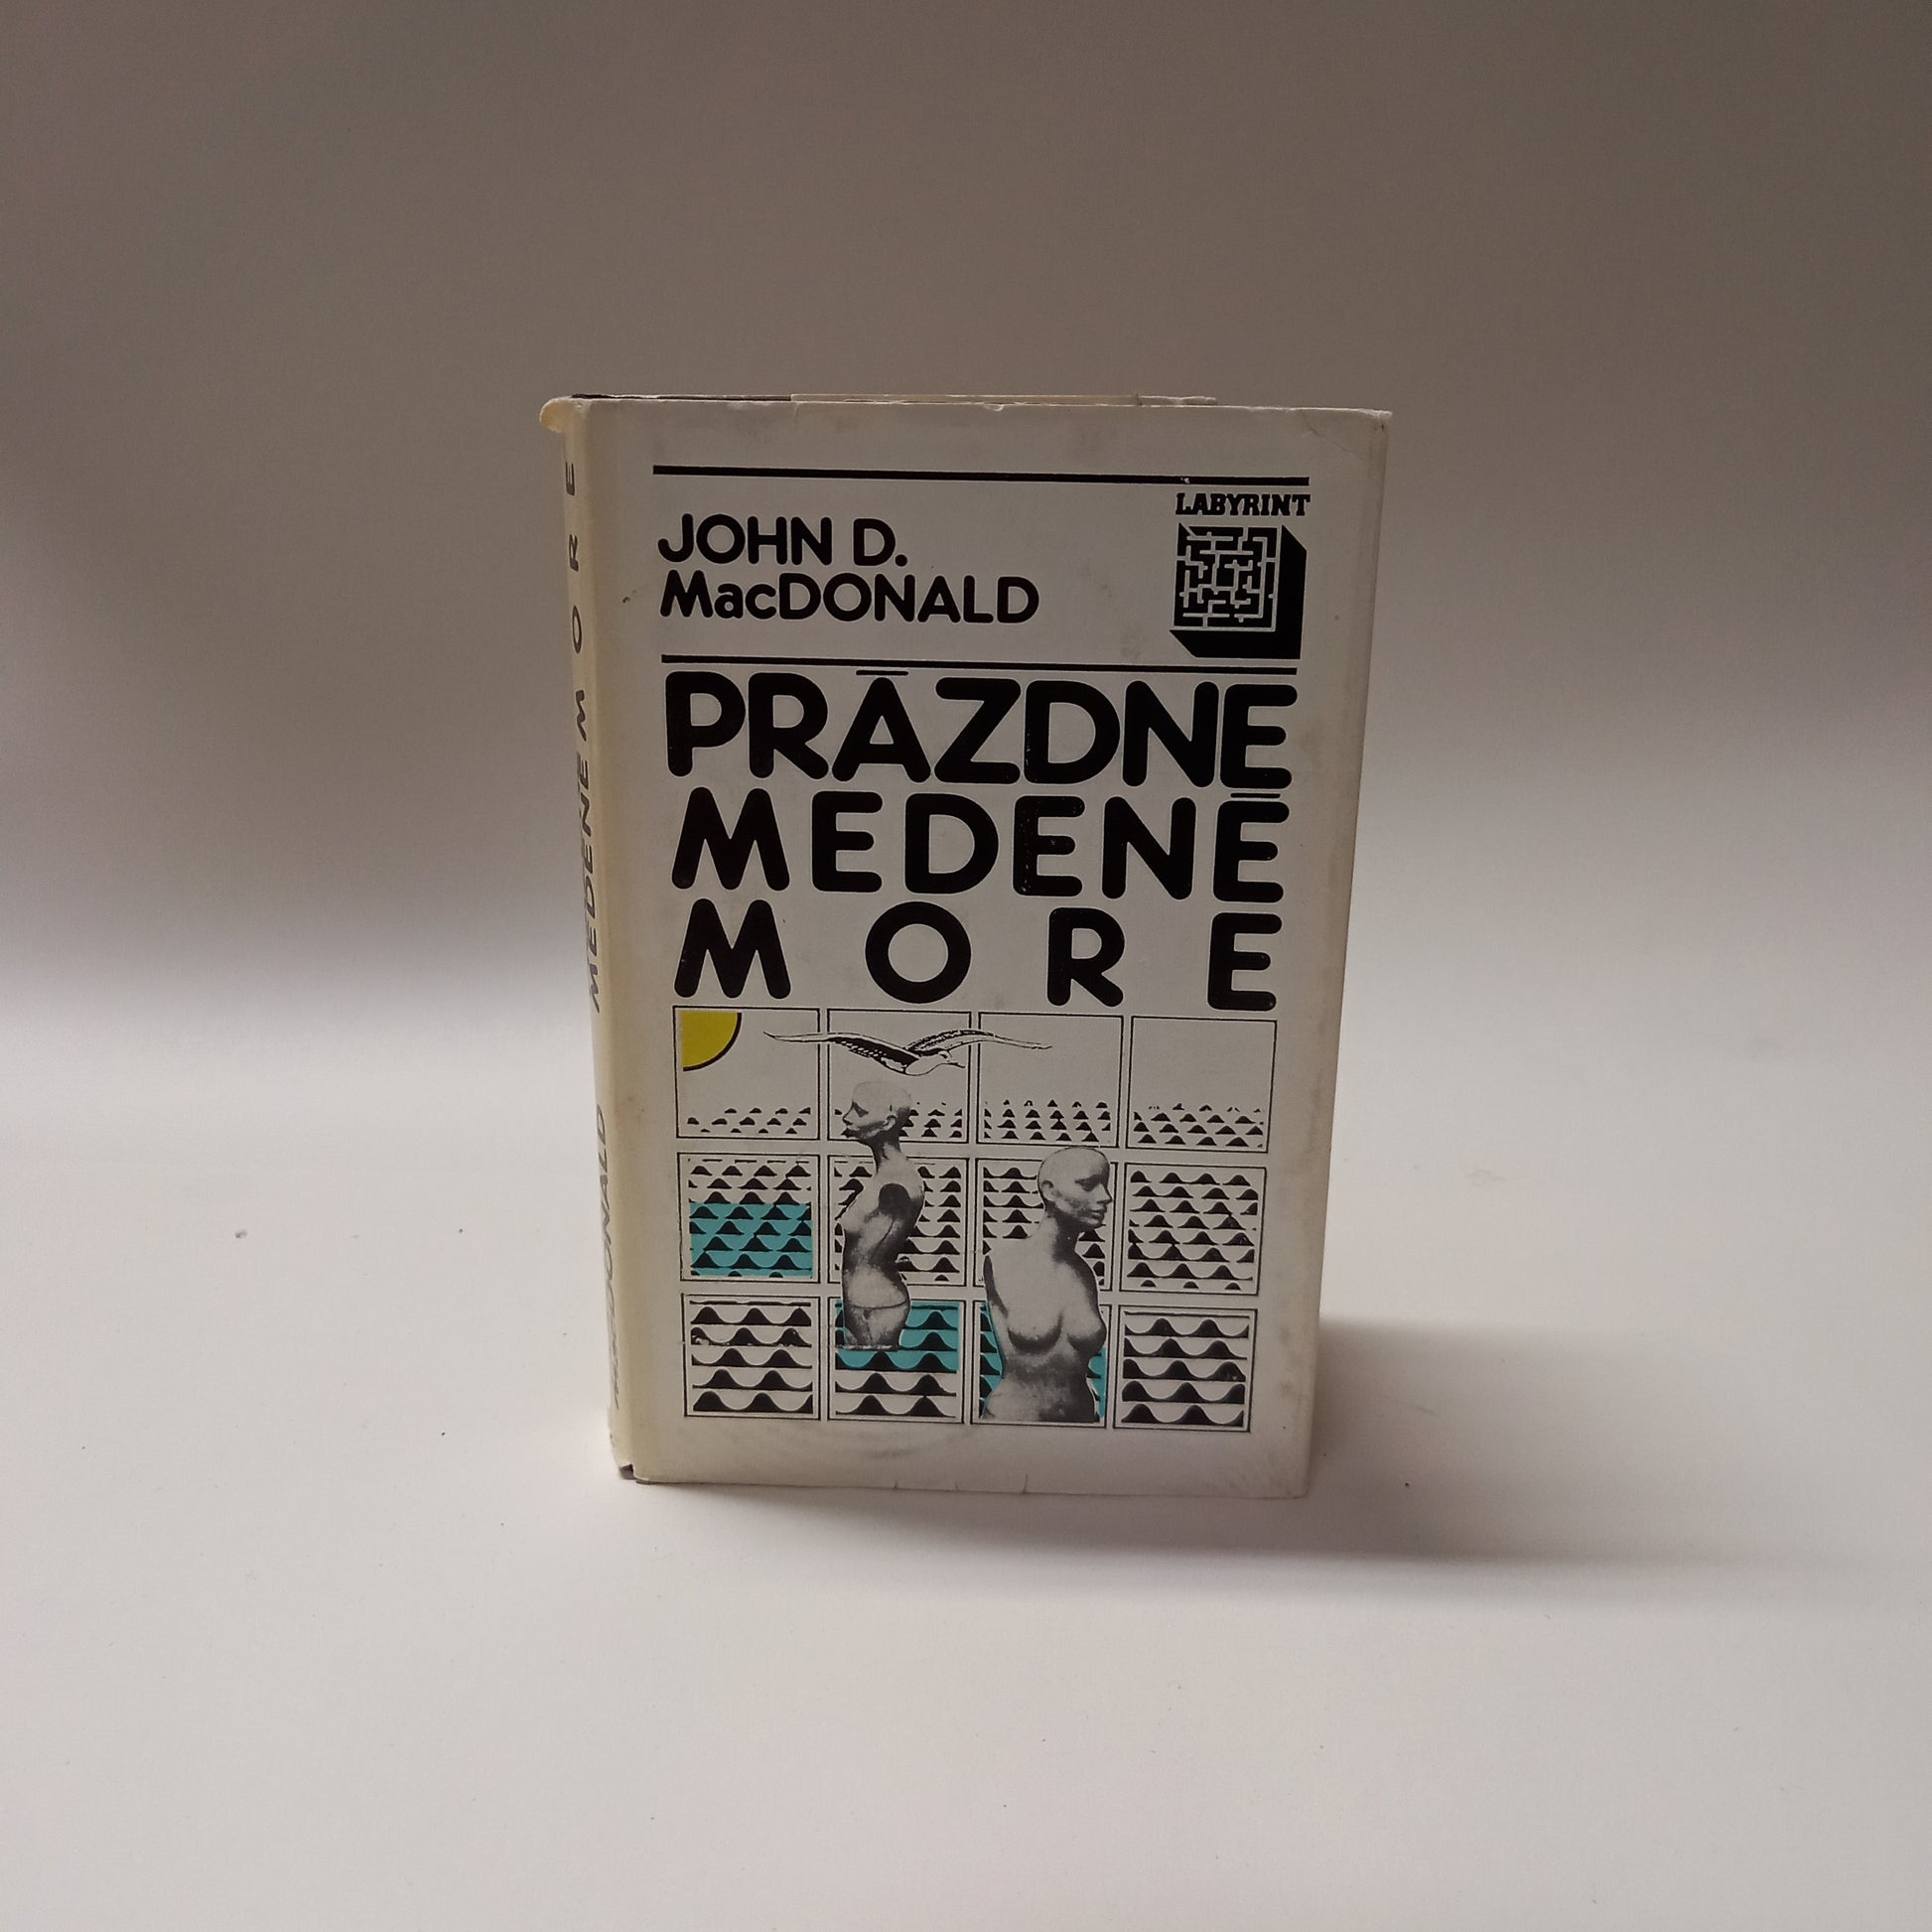 JOHN D.
MacDONALD
LABYRINT
PRÁZDNE
MEDENÉ
MORE
MacDONALD MEDENÉ MORE